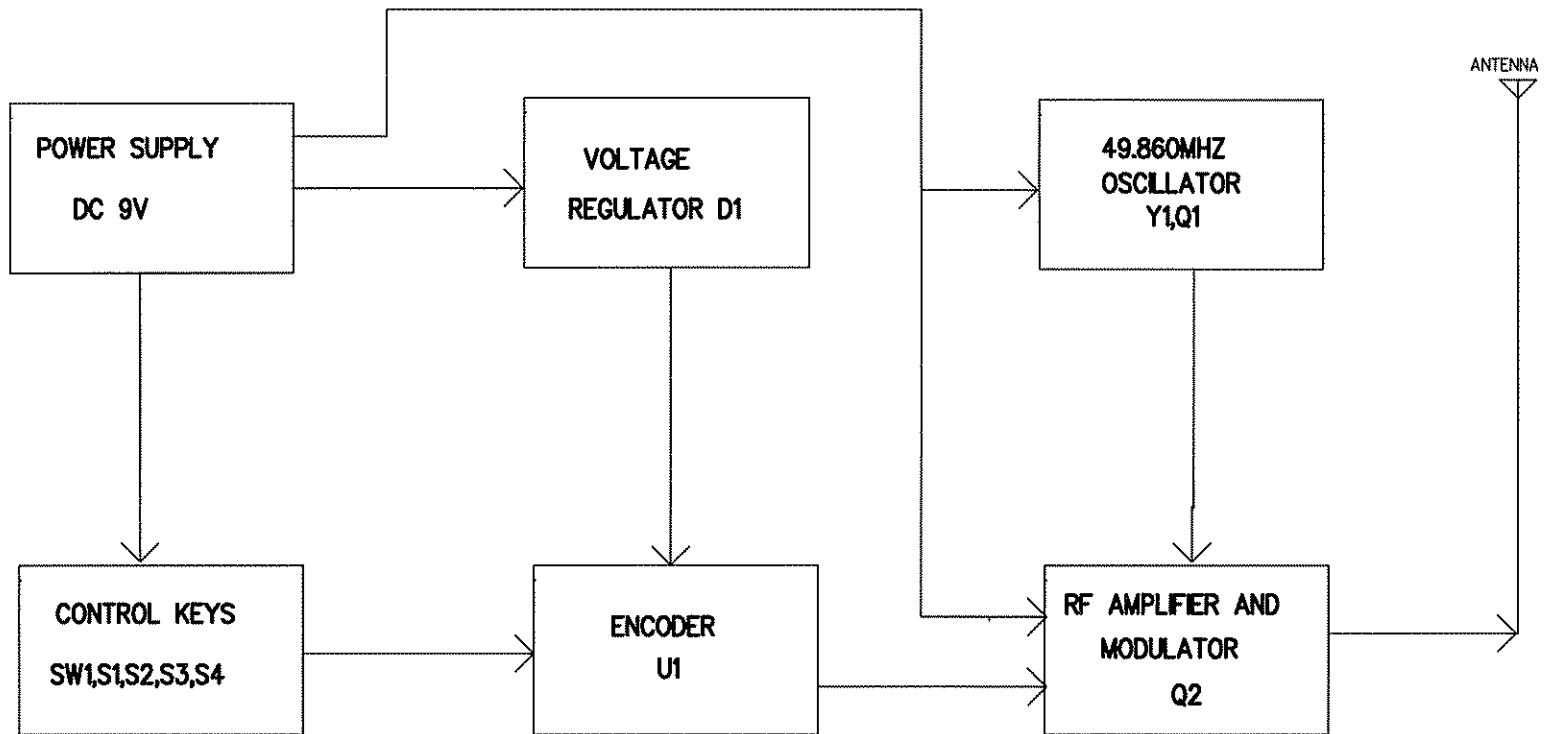 ANTENNA
POWER SUPPLY
DC 9V
VOLTAGE
REGULATOR D1
49.860MHZ
OSCILLATOR
Y1,Q1
CONTROL KEYS
SW1,S1,S2,S3,S4
ENCODER
U1
RF AMPLIFIER AND
MODULATOR
Q2